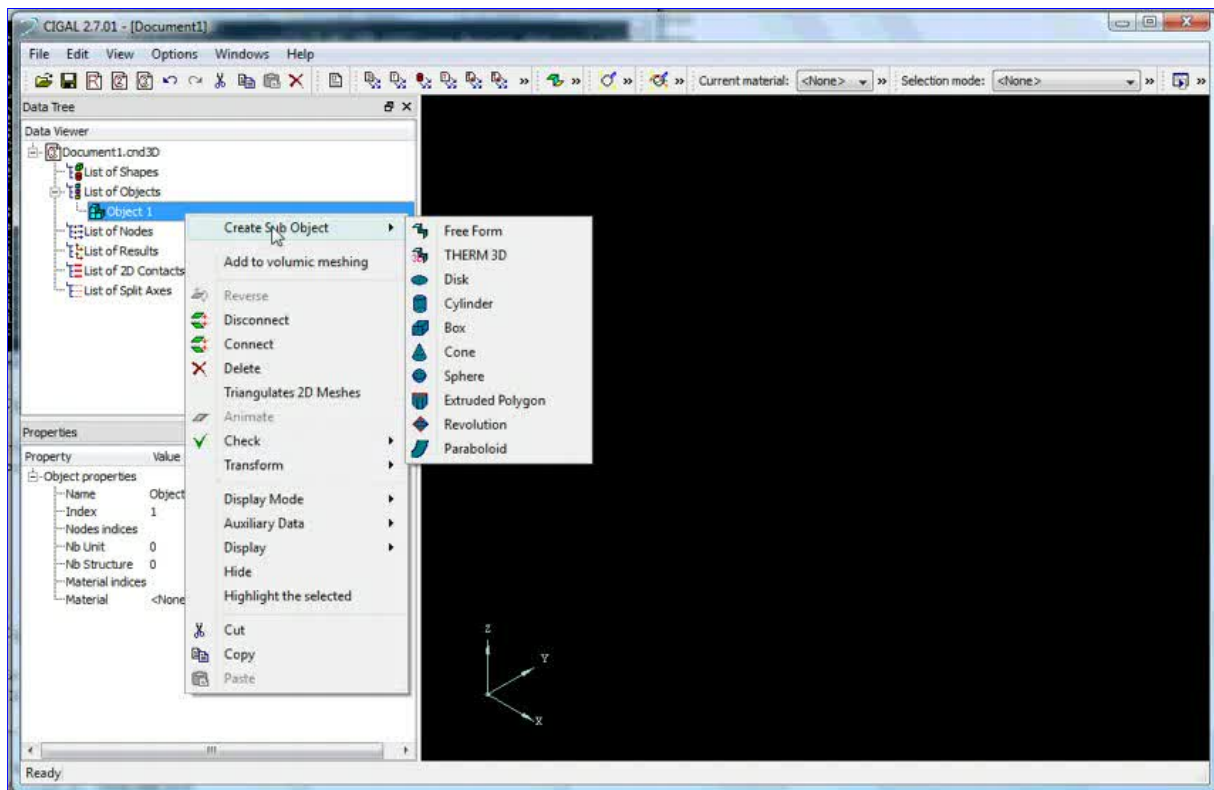 CIGAL 2.7.01 - [Document1]
File Edit View Options Windows Help
Current material: <None> Selection mode: <None>
Data Tree
Data Viewer
Document1.cnd3D
List of Shapes
List of Objects
Object 1
List of Nodes
List of Results
List of 2D Contacts
List of Split Axes
Create Sub Object
Add to volumic meshing
Reverse
Disconnect
Connect
Delete
Triangulates 2D Meshes
Animate
Check
Transform
Display Mode
Auxiliary Data
Display
Hide
Highlight the selected
Cut
Copy
Paste
Free Form
THERM 3D
Disk
Cylinder
Box
Cone
Sphere
Extruded Polygon
Revolution
Paraboloid
Properties
Property Value
Object properties
Name Object
Index 1
Nodes indices
Nb Unit 0
Nb Structure 0
Material indices
Material <None
Z
Y
X
Ready